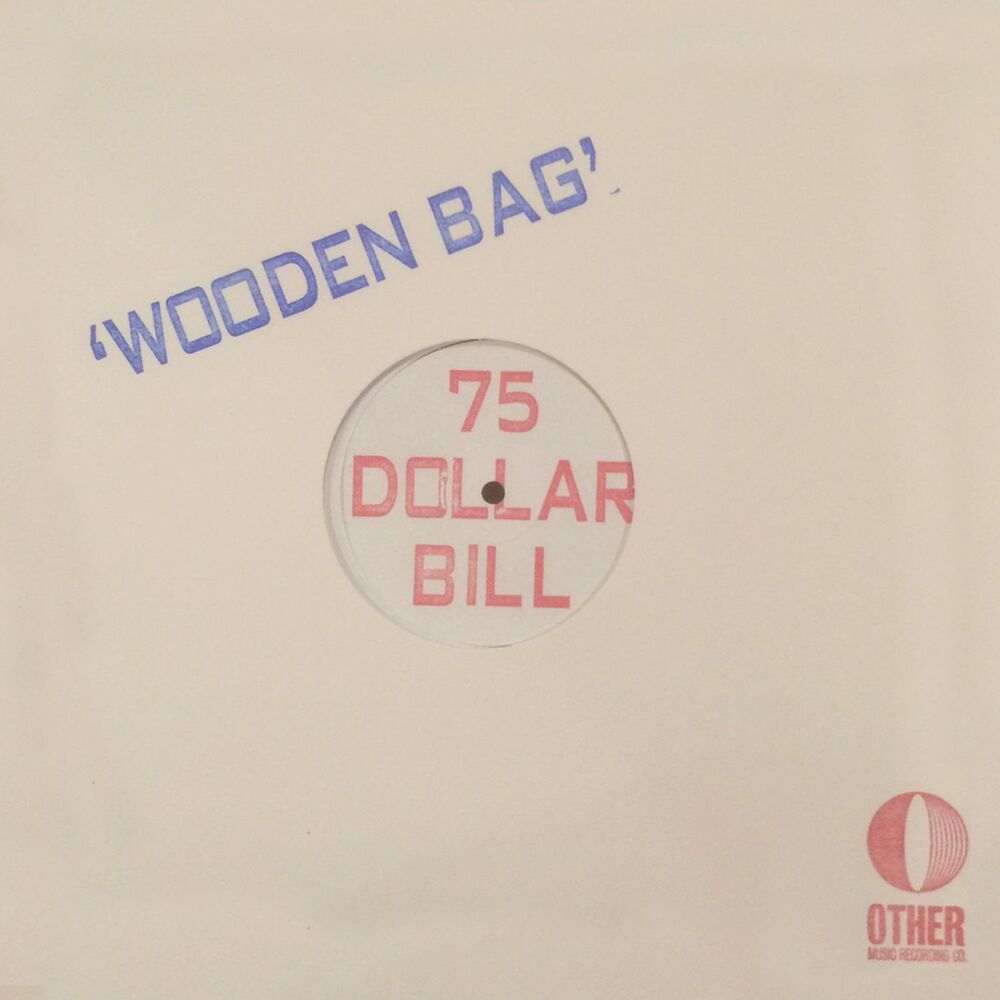 ‘WOODEN BAG’
75
DOLLAR
BILL
OTHER
MUSIC RECORDING CO.